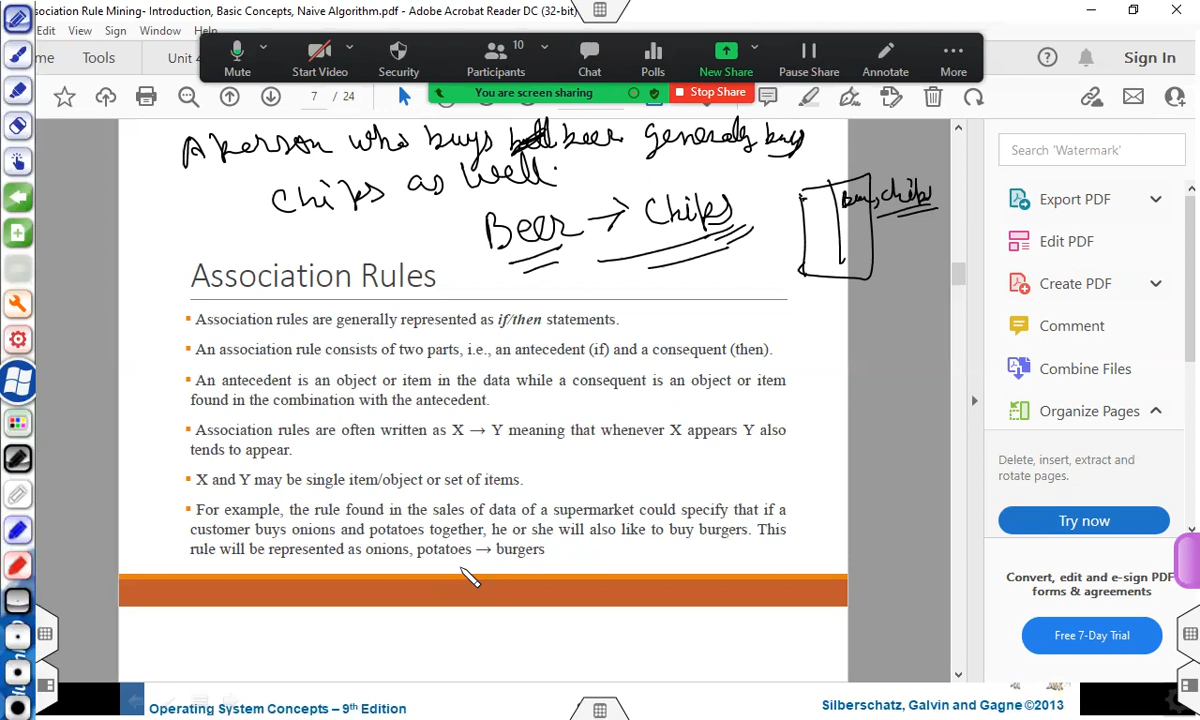 ssociation Rule Mining- Introduction, Basic Concepts, Naive Algorithm.pdf - Adobe Acrobat Reader DC (32-bit)
Edit View Sign Window
me Tools Unit 4
Mute Start Video Security 10 Participants Chat Polls New Share Pause Share Annotate More
You are screen sharing Stop Share
Sign In
7 / 24
A person who buys beer generally buys
chips as well.
Beer → Chips
Beer, chips
Association Rules
▪ Association rules are generally represented as if/then statements.
▪ An association rule consists of two parts, i.e., an antecedent (if) and a consequent (then).
▪ An antecedent is an object or item in the data while a consequent is an object or item
found in the combination with the antecedent.
▪ Association rules are often written as X → Y meaning that whenever X appears Y also
tends to appear.
▪ X and Y may be single item/object or set of items.
▪ For example, the rule found in the sales of data of a supermarket could specify that if a
customer buys onions and potatoes together, he or she will also like to buy burgers. This
rule will be represented as onions, potatoes → burgers
Search 'Watermark'
Export PDF
Edit PDF
Create PDF
Comment
Combine Files
Organize Pages
Delete, insert, extract and
rotate pages.
Try now
Convert, edit and e-sign PDF
forms & agreements
Free 7-Day Trial
Operating System Concepts – 9th Edition
Silberschatz, Galvin and Gagne ©2013